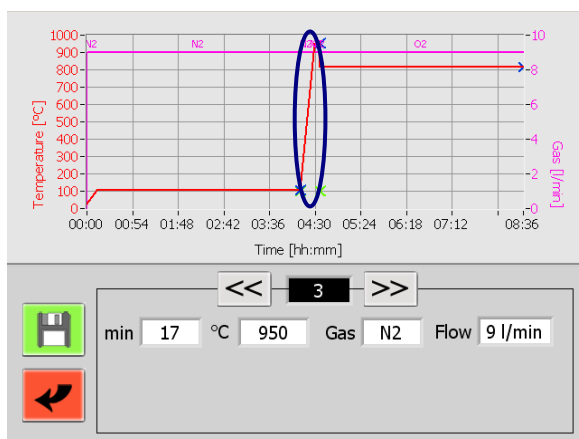 1000
900
800
700
600
500
400
300
200
100
0
Temperature [ºC]
N2
N2
O2
10
8
6
4
2
0
Gas [l/min]
00:00 00:54 01:48 02:42 03:36 04:30 05:24 06:18 07:12 08:36
Time [hh:mm]
<< 3 >>
min 17 °C 950 Gas N2 Flow 9 l/min